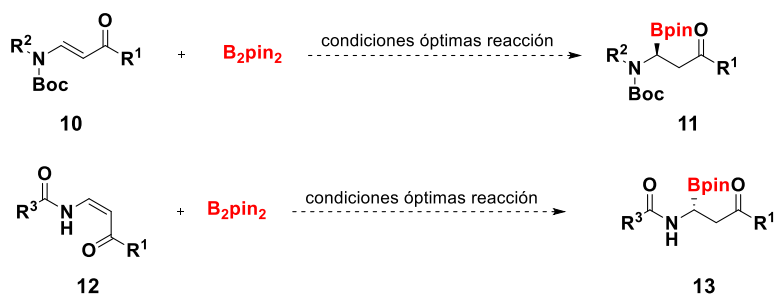 O
R² N R¹
Boc
+ B₂pin₂
condiciones óptimas reacción
Bpin O
R² N R¹
Boc
10
11
O
R³ N
H
O R¹
+ B₂pin₂
condiciones óptimas reacción
O Bpin O
R³ N R¹
H
12
13